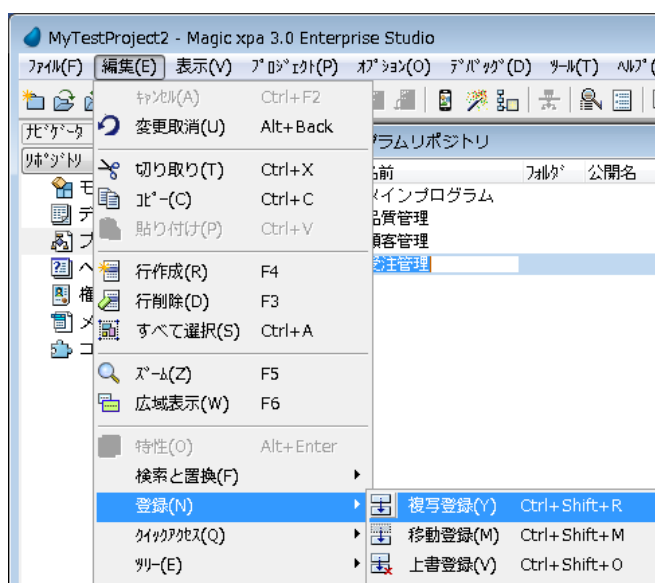 MyTestProject2 - Magic xpa 3.0 Enterprise Studio
ﾌｧｲﾙ(F) 編集(E) 表示(V) ﾌﾟﾛｼﾞｪｸﾄ(P) ｵﾌﾟｼｮﾝ(O) ﾃﾞﾊﾞｯｸﾞ(D) ﾂｰﾙ(T) ﾍﾙﾌﾟ(
ﾅﾋﾞｹﾞｰﾀ
ﾘﾎﾟｼﾞﾄﾘ
ｷｬﾝｾﾙ(A) Ctrl+F2
変更取消(U) Alt+Back
切り取り(T) Ctrl+X
ｺﾋﾟｰ(C) Ctrl+C
貼り付け(P) Ctrl+V
行作成(R) F4
行削除(D) F3
すべて選択(S) Ctrl+A
ｽﾞｰﾑ(Z) F5
広域表示(W) F6
特性(O) Alt+Enter
検索と置換(F)
登録(N)
ｸｲｯｸｱｸｾｽ(Q)
ﾂﾘｰ(E)
ラムリポジトリ
名前 ﾌｫﾙﾀﾞ 公開名
メインプログラム
品質管理
顧客管理
受注管理
複写登録(Y) Ctrl+Shift+R
移動登録(M) Ctrl+Shift+M
上書登録(V) Ctrl+Shift+O
モ
デ
プ
ヘ
権
メ
コ